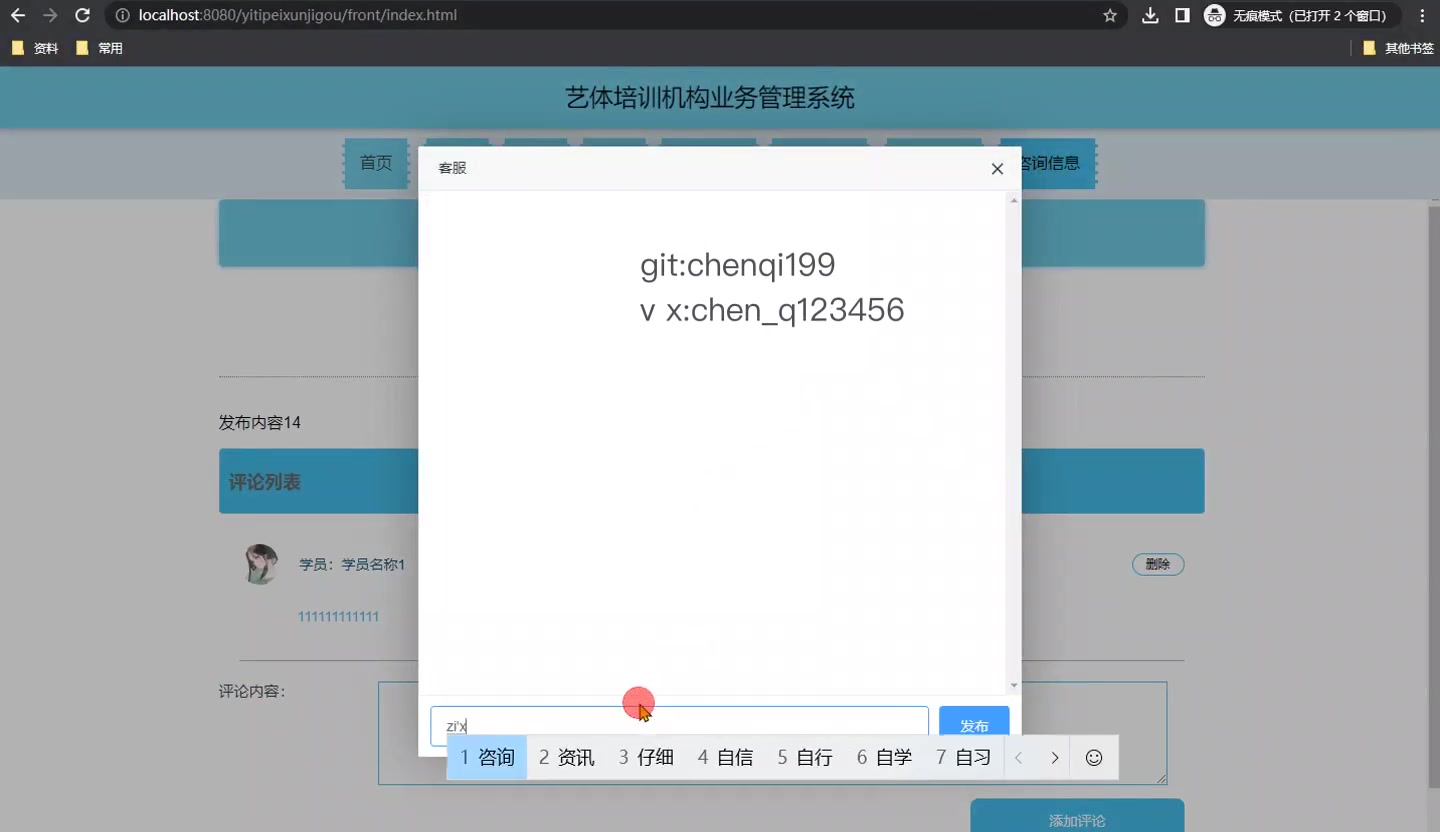 localhost:8080/yitipeixunjigou/front/index.html
无痕模式（已打开 2 个窗口）
资料
常用
其他书签
艺体培训机构业务管理系统
首页
咨询信息
客服
git:chenqi199
v x:chen_q123456
发布内容14
评论列表
学员：学员名称1
删除
111111111111
评论内容：
zi'x
发布
1 咨询 2 资讯 3 仔细 4 自信 5 自行 6 自学 7 自习
添加评论